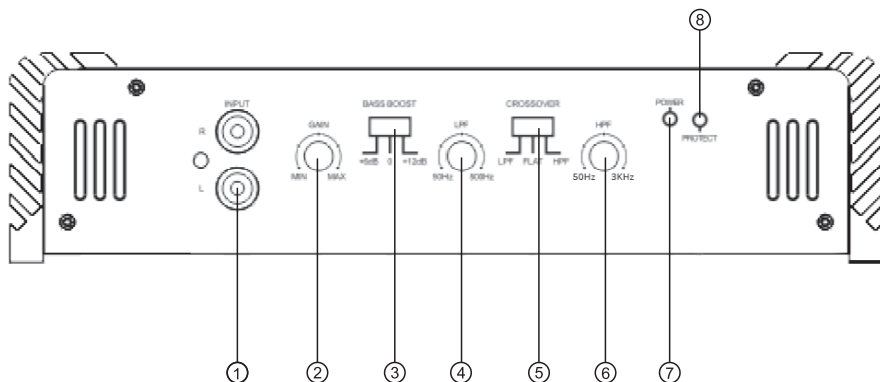 ⑧
INPUT
R
L
GAIN
MIN MAX
BASS BOOST
+6dB 0 +12dB
LPF
50Hz 500Hz
CROSSOVER
LPF FLAT HPF
HPF
50Hz 3KHz
POWER
PROTECT
① ② ③ ④ ⑤ ⑥ ⑦